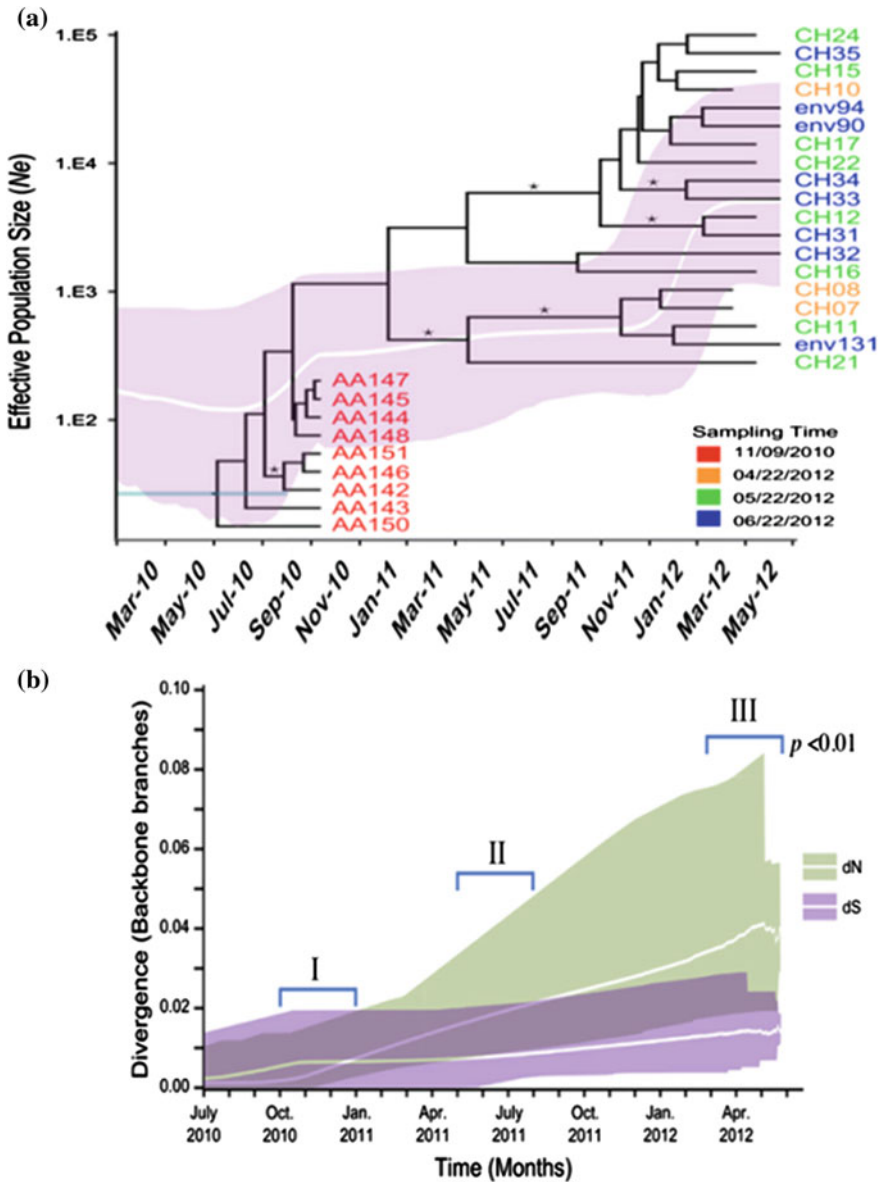 (a)
1.E5
1.E4
1.E3
1.E2
Effective Population Size (Ne)
CH24
CH35
CH15
CH10
env94
env90
CH17
CH22
CH34
CH33
CH12
CH31
CH32
CH16
CH08
CH07
CH11
env131
CH21
AA147
AA145
AA144
AA148
AA151
AA146
AA142
AA143
AA150
Sampling Time
11/09/2010
04/22/2012
05/22/2012
06/22/2012
Mar-10
May-10
Jul-10
Sep-10
Nov-10
Jan-11
Mar-11
May-11
Jul-11
Sep-11
Nov-11
Jan-12
Mar-12
May-12
(b)
0.10
0.08
0.06
0.04
0.02
0.00
Divergence (Backbone branches)
I
II
III
p <0.01
dN
dS
July 2010
Oct. 2010
Jan. 2011
Apr. 2011
July 2011
Oct. 2011
Jan. 2012
Apr. 2012
Time (Months)